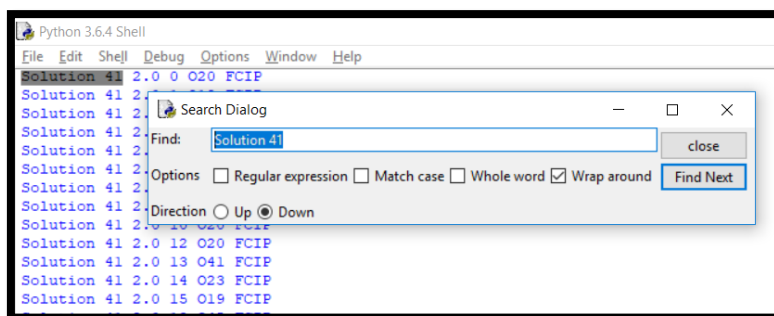 Python 3.6.4 Shell
File Edit Shell Debug Options Window Help
Solution 41 2.0 0 O20 FCIP
Solution 41 2.
Solution 41 2.
Solution 41 2.
Solution 41 2.
Solution 41 2.
Solution 41 2.
Solution 41 2.
Solution 41 2.0
Solution 41 2.0 12 O20 FCIP
Solution 41 2.0 13 O41 FCIP
Solution 41 2.0 14 O23 FCIP
Solution 41 2.0 15 O19 FCIP
Search Dialog
Find: Solution 41 close
Options Regular expression Match case Whole word Wrap around Find Next
Direction Up Down